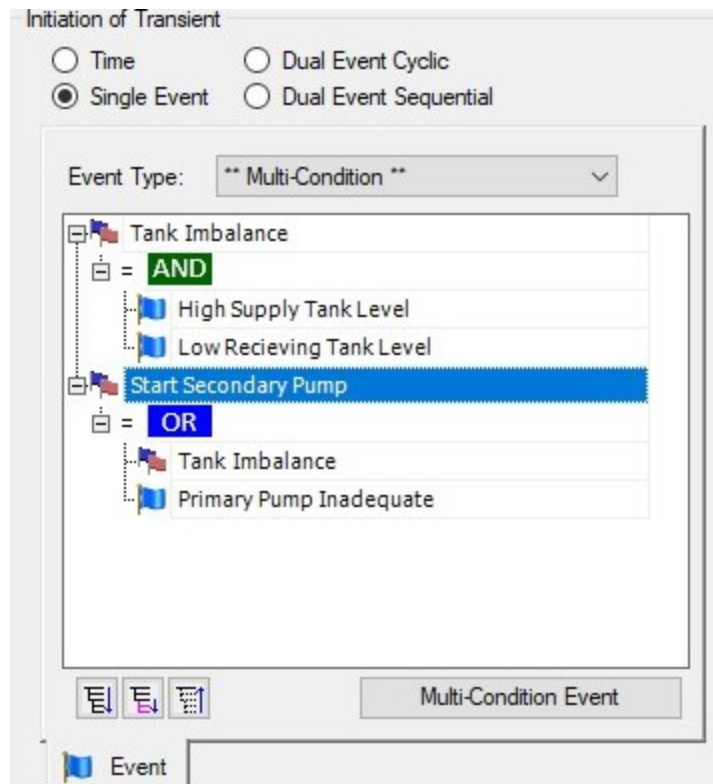 Initiation of Transient
Time Dual Event Cyclic
Single Event Dual Event Sequential
Event Type: ** Multi-Condition **
Tank Imbalance
= AND
High Supply Tank Level
Low Recieving Tank Level
Start Secondary Pump
= OR
Tank Imbalance
Primary Pump Inadequate
Multi-Condition Event
Event